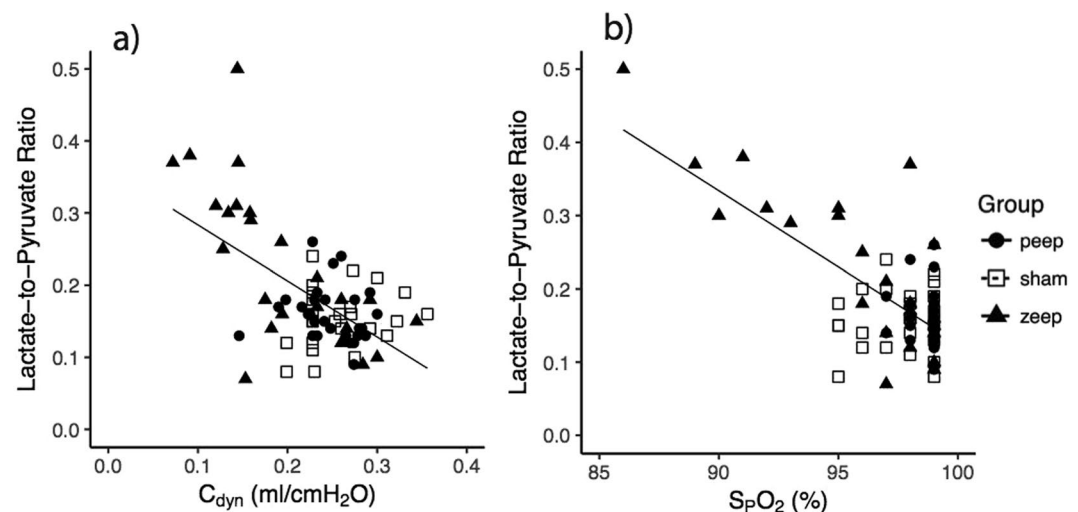 a)
Lactate-to-Pyruvate Ratio
0.5
0.4
0.3
0.2
0.1
0.0
0.0 0.1 0.2 0.3 0.4
Cdyn (ml/cmH2O)
b)
Lactate-to-Pyruvate Ratio
0.5
0.4
0.3
0.2
0.1
0.0
85 90 95 100
SPO2 (%)
Group
peep
sham
zeep